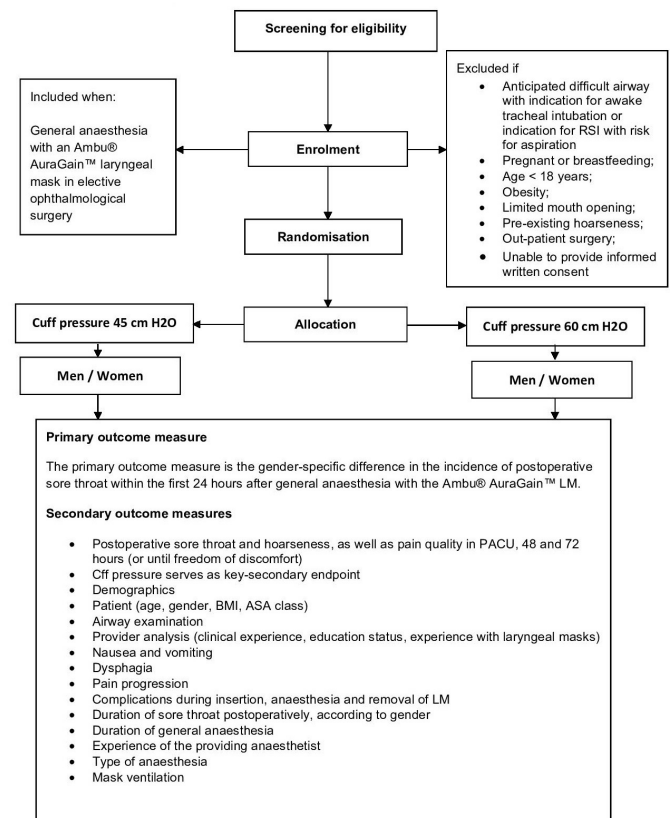 Screening for eligibility
Included when:
General anaesthesia
with an Ambu®
AuraGain™ laryngeal
mask in elective
ophthalmological
surgery
Enrolment
Excluded if
• Anticipated difficult airway
with indication for awake
tracheal intubation or
indication for RSI with risk
for aspiration
• Pregnant or breastfeeding;
• Age < 18 years;
• Obesity;
• Limited mouth opening;
• Pre-existing hoarseness;
• Out-patient surgery;
• Unable to provide informed
written consent
Randomisation
Cuff pressure 45 cm H2O
Allocation
Cuff pressure 60 cm H2O
Men / Women
Men / Women
Primary outcome measure
The primary outcome measure is the gender-specific difference in the incidence of postoperative
sore throat within the first 24 hours after general anaesthesia with the Ambu® AuraGain™ LM.
Secondary outcome measures
• Postoperative sore throat and hoarseness, as well as pain quality in PACU, 48 and 72
hours (or until freedom of discomfort)
• Cff pressure serves as key-secondary endpoint
• Demographics
• Patient (age, gender, BMI, ASA class)
• Airway examination
• Provider analysis (clinical experience, education status, experience with laryngeal masks)
• Nausea and vomiting
• Dysphagia
• Pain progression
• Complications during insertion, anaesthesia and removal of LM
• Duration of sore throat postoperatively, according to gender
• Duration of general anaesthesia
• Experience of the providing anaesthetist
• Type of anaesthesia
• Mask ventilation